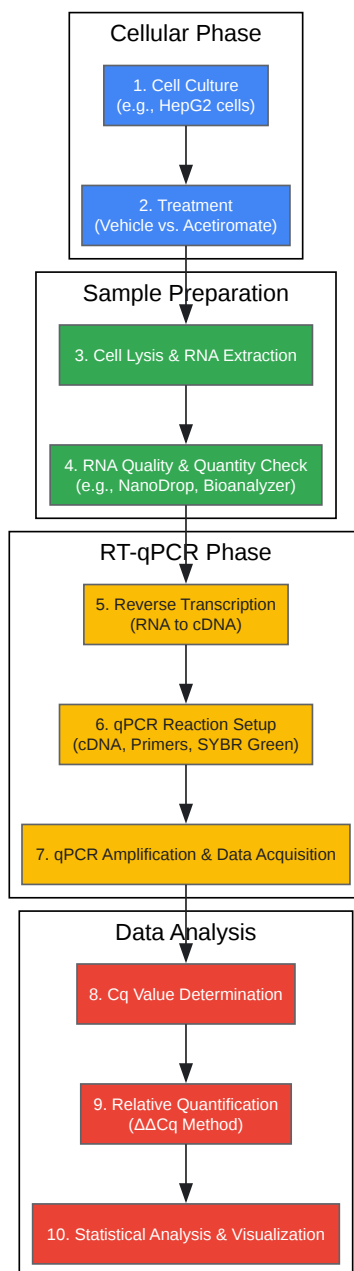 Cellular Phase
1. Cell Culture
(e.g., HepG2 cells)
2. Treatment
(Vehicle vs. Acetiromate)
Sample Preparation
3. Cell Lysis & RNA Extraction
4. RNA Quality & Quantity Check
(e.g., NanoDrop, Bioanalyzer)
RT-qPCR Phase
5. Reverse Transcription
(RNA to cDNA)
6. qPCR Reaction Setup
(cDNA, Primers, SYBR Green)
7. qPCR Amplification & Data Acquisition
Data Analysis
8. Cq Value Determination
9. Relative Quantification
(ΔΔCq Method)
10. Statistical Analysis & Visualization